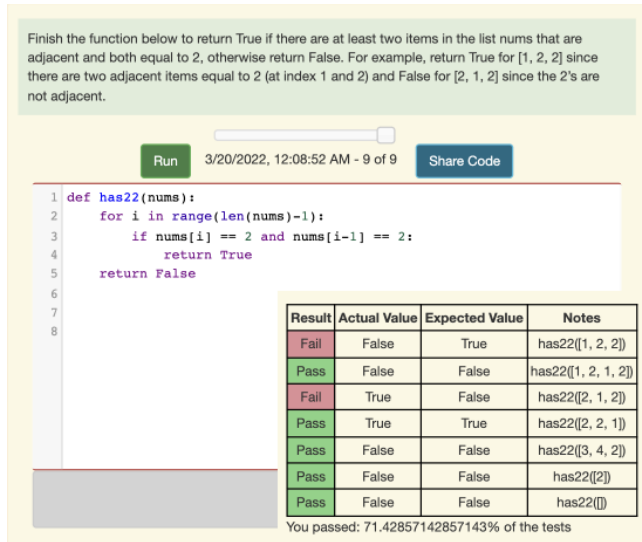 Finish the function below to return True if there are at least two items in the list nums that are
adjacent and both equal to 2, otherwise return False. For example, return True for [1, 2, 2] since
there are two adjacent items equal to 2 (at index 1 and 2) and False for [2, 1, 2] since the 2's are
not adjacent.
Run 3/20/2022, 12:08:52 AM - 9 of 9 Share Code
1 def has22(nums):
2     for i in range(len(nums)-1):
3         if nums[i] == 2 and nums[i-1] == 2:
4             return True
5     return False
6
7
8
Result Actual Value Expected Value Notes
Fail False True has22([1, 2, 2])
Pass False False has22([1, 2, 1, 2])
Fail True False has22([2, 1, 2])
Pass True True has22([2, 2, 1])
Pass False False has22([3, 4, 2])
Pass False False has22([2])
Pass False False has22([])
You passed: 71.42857142857143% of the tests